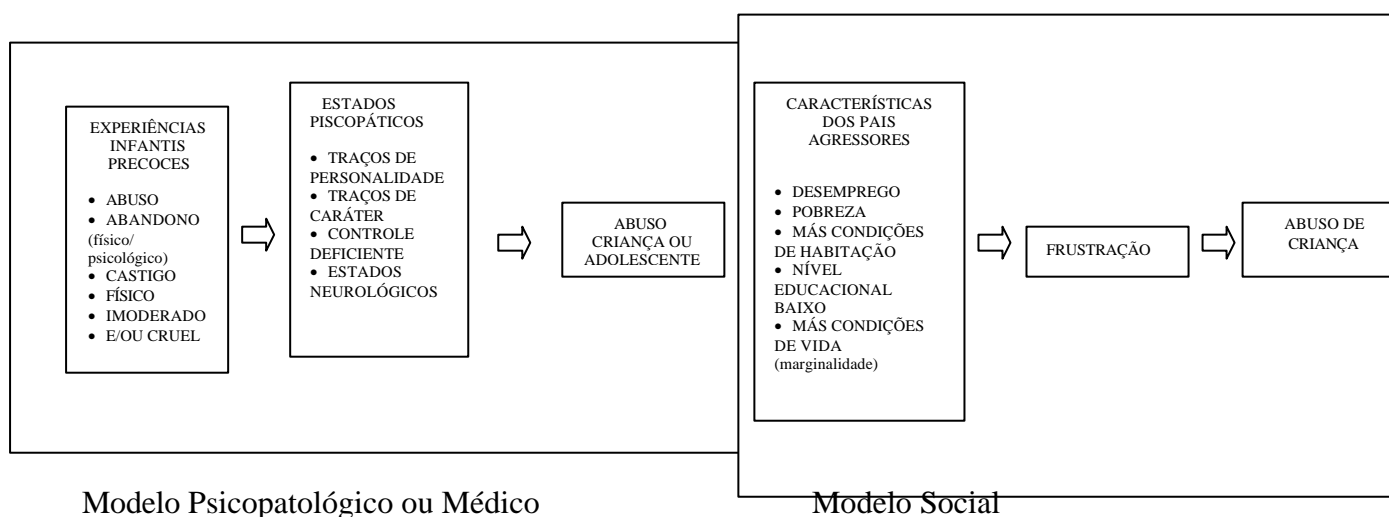 EXPERIÊNCIAS
INFANTIS
PRECOCES
• ABUSO
• ABANDONO
(físico/
psicológico)
• CASTIGO
• FÍSICO
• IMODERADO
• E/OU CRUEL
ESTADOS
PISCOPÁTICOS
• TRAÇOS DE
PERSONALIDADE
• TRAÇOS DE
CARÁTER
• CONTROLE
DEFICIENTE
• ESTADOS
NEUROLÓGICOS
ABUSO
CRIANÇA OU
ADOLESCENTE
Modelo Psicopatológico ou Médico
CARACTERÍSTICAS
DOS PAIS
AGRESSORES
• DESEMPREGO
• POBREZA
• MÁS CONDIÇÕES
DE HABITAÇÃO
• NÍVEL
EDUCACIONAL
BAIXO
• MÁS CONDIÇÕES
DE VIDA
(marginalidade)
FRUSTRAÇÃO
ABUSO DE
CRIANÇA
Modelo Social